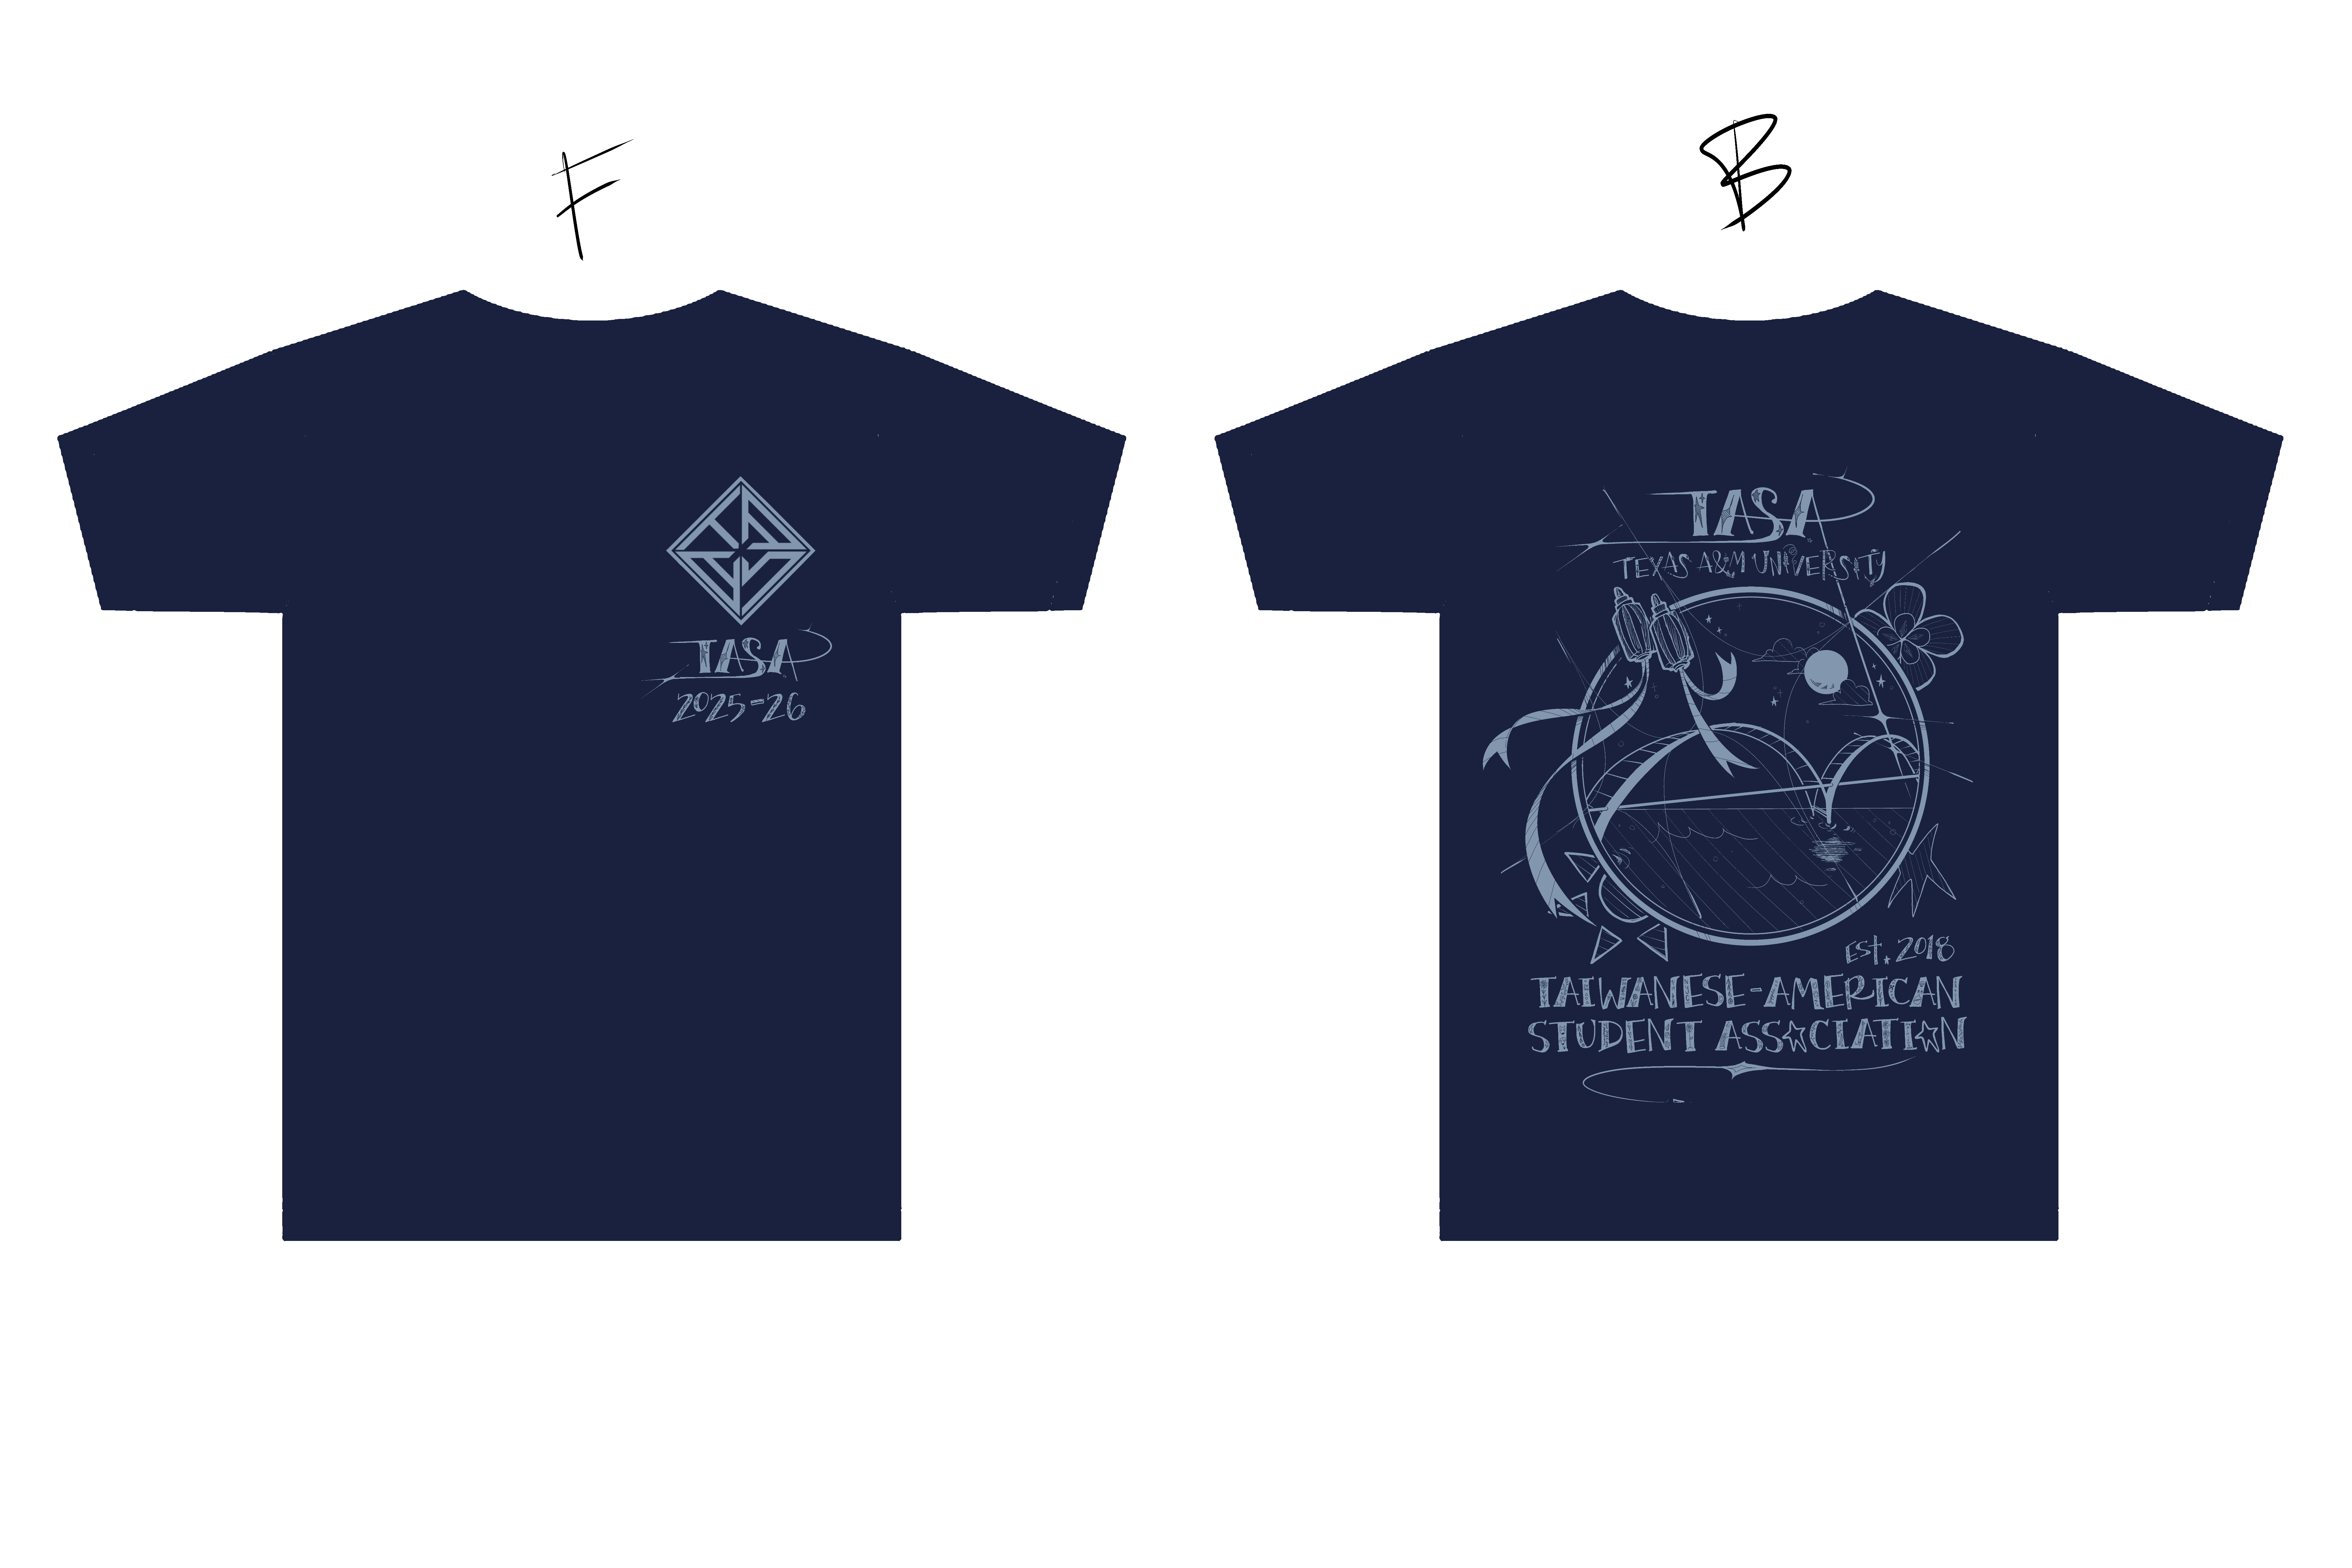 F
TASA
2025-26
B
TASA
TEXAS A&M UNIVERSITY
EST. 2018
TAIWANESE-AMERICAN
STUDENT ASSOCIATION